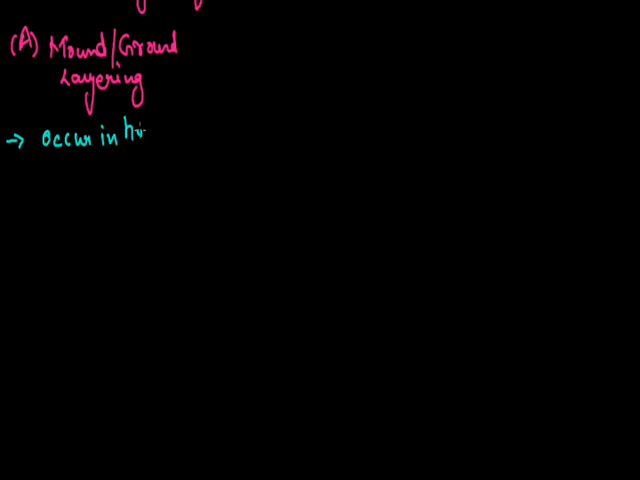 (A) Mound/Ground
Layering
→ occur in